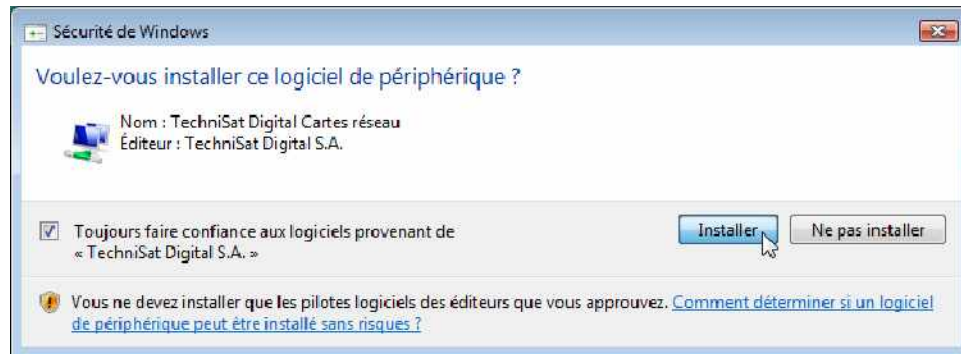 Sécurité de Windows
Voulez-vous installer ce logiciel de périphérique ?
Nom : TechniSat Digital Cartes réseau
Éditeur : TechniSat Digital S.A.
Toujours faire confiance aux logiciels provenant de
« TechniSat Digital S.A. »
Installer
Ne pas installer
Vous ne devez installer que les pilotes logiciels des éditeurs que vous approuvez. Comment déterminer si un logiciel
de périphérique peut être installé sans risques ?